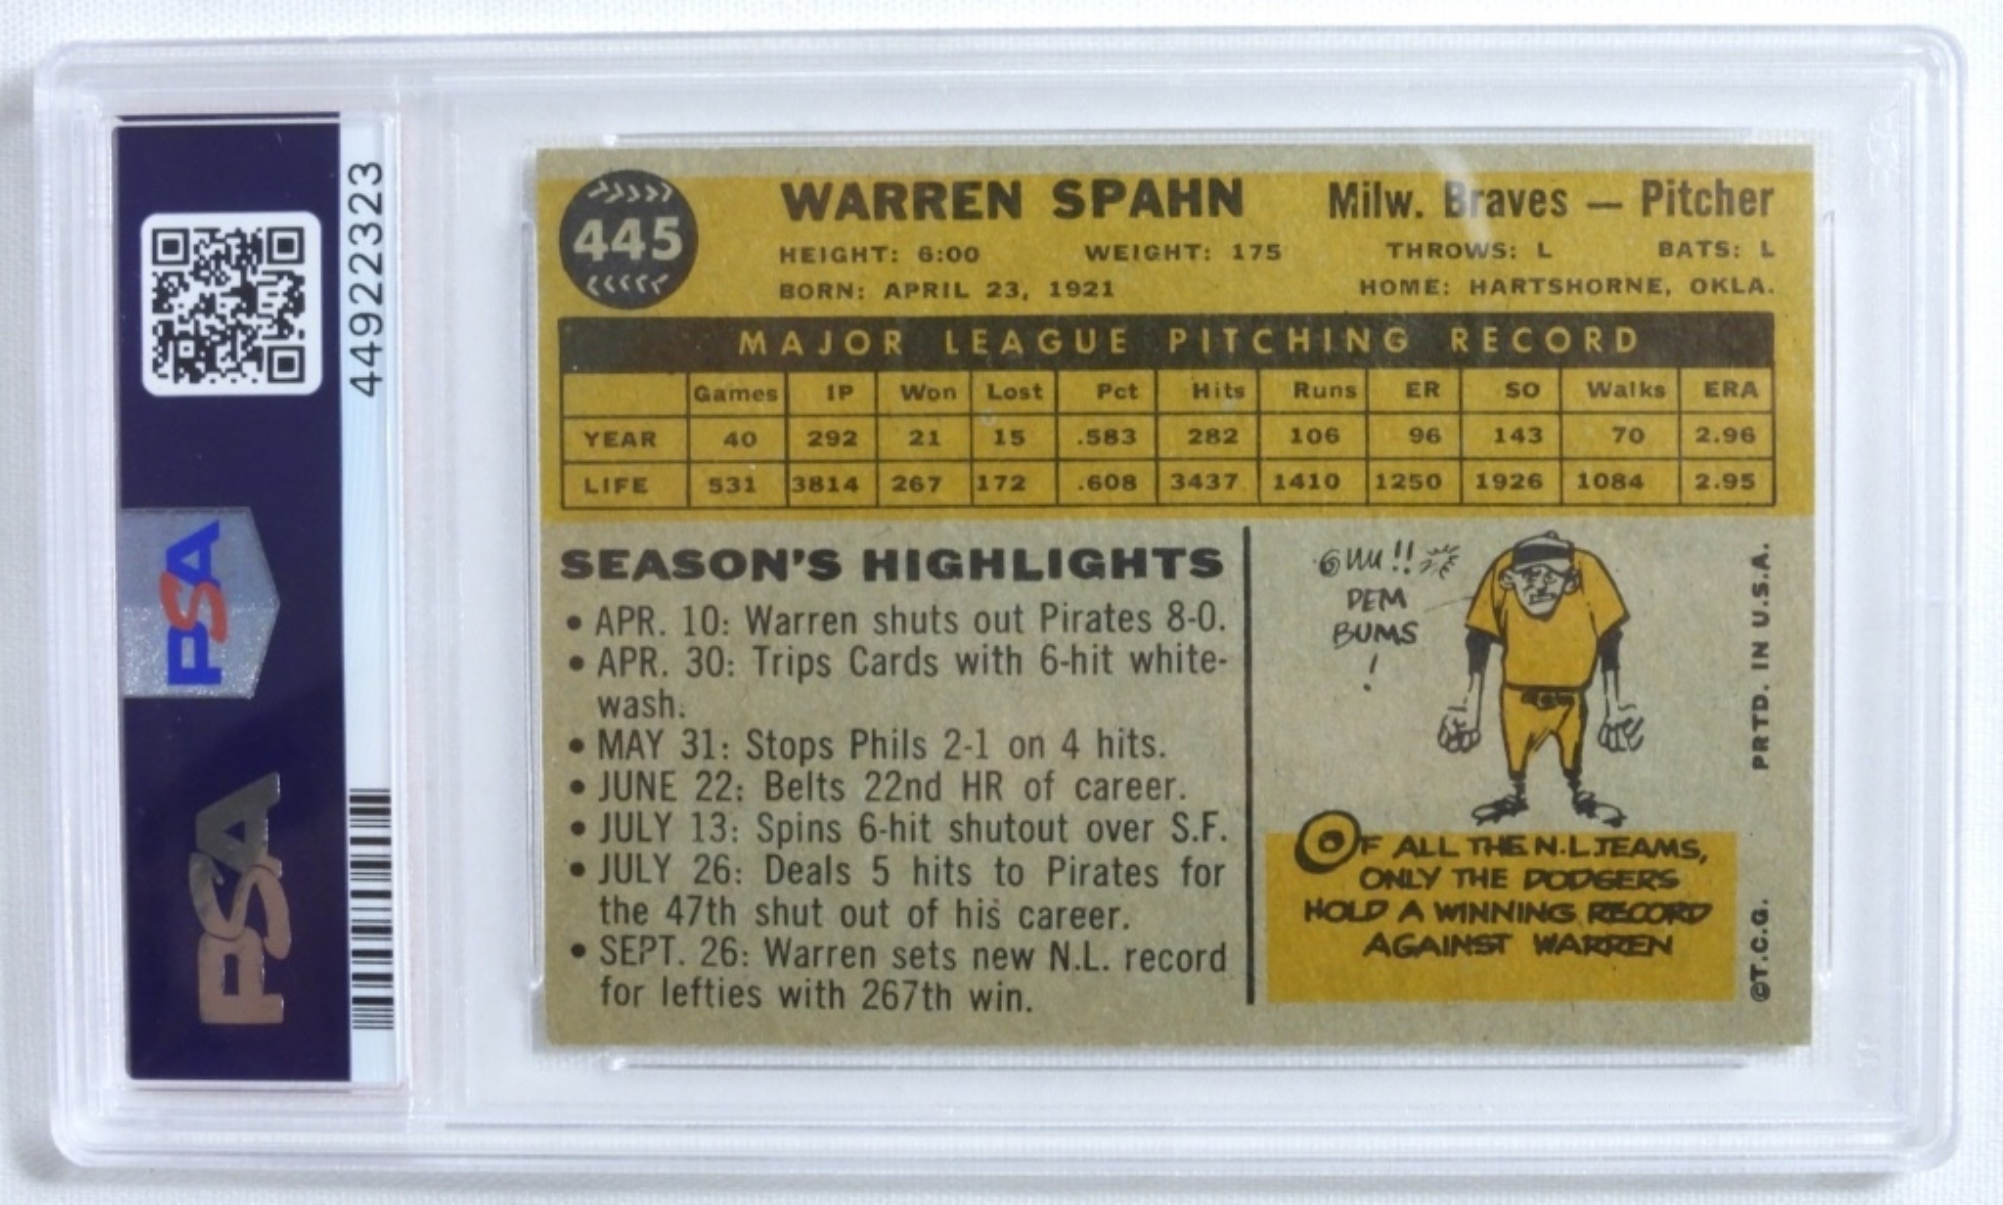 44922323
PSA
PSA
445
WARREN SPAHN Milw. Braves — Pitcher
HEIGHT: 6:00 WEIGHT: 175 THROWS: L BATS: L
BORN: APRIL 23, 1921 HOME: HARTSHORNE, OKLA.
MAJOR LEAGUE PITCHING RECORD
Games IP Won Lost Pct Hits Runs ER SO Walks ERA
YEAR 40 292 21 15 .583 282 106 96 143 70 2.96
LIFE 531 3814 267 172 .608 3437 1410 1250 1926 1084 2.95
SEASON'S HIGHLIGHTS
• APR. 10: Warren shuts out Pirates 8-0.
• APR. 30: Trips Cards with 6-hit white-
wash.
• MAY 31: Stops Phils 2-1 on 4 hits.
• JUNE 22: Belts 22nd HR of career.
• JULY 13: Spins 6-hit shutout over S.F.
• JULY 26: Deals 5 hits to Pirates for
the 47th shut out of his career.
• SEPT. 26: Warren sets new N.L. record
for lefties with 267th win.
DEM
BUMS
!
OF ALL THE N.L. TEAMS,
ONLY THE DODGERS
HOLD A WINNING RECORD
AGAINST WARREN
©T.C.G. PRTD. IN U.S.A.